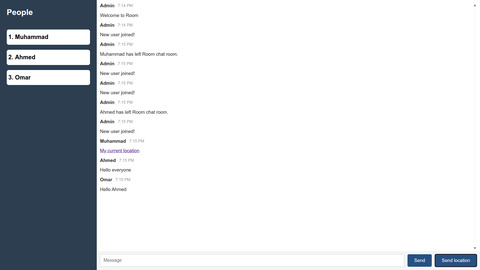 People
1. Muhammad
2. Ahmed
3. Omar
Admin 7:14 PM
Welcome to Room
Admin 7:15 PM
New user joined!
Admin 7:15 PM
Muhammad has left Room chat room.
Admin 7:15 PM
New user joined!
Admin 7:15 PM
New user joined!
Admin 7:15 PM
Ahmed has left Room chat room.
Admin 7:15 PM
New user joined!
Muhammad 7:15 PM
My current location
Ahmed 7:15 PM
Hello everyone
Omar 7:15 PM
Hello Ahmed
Message
Send
Send location